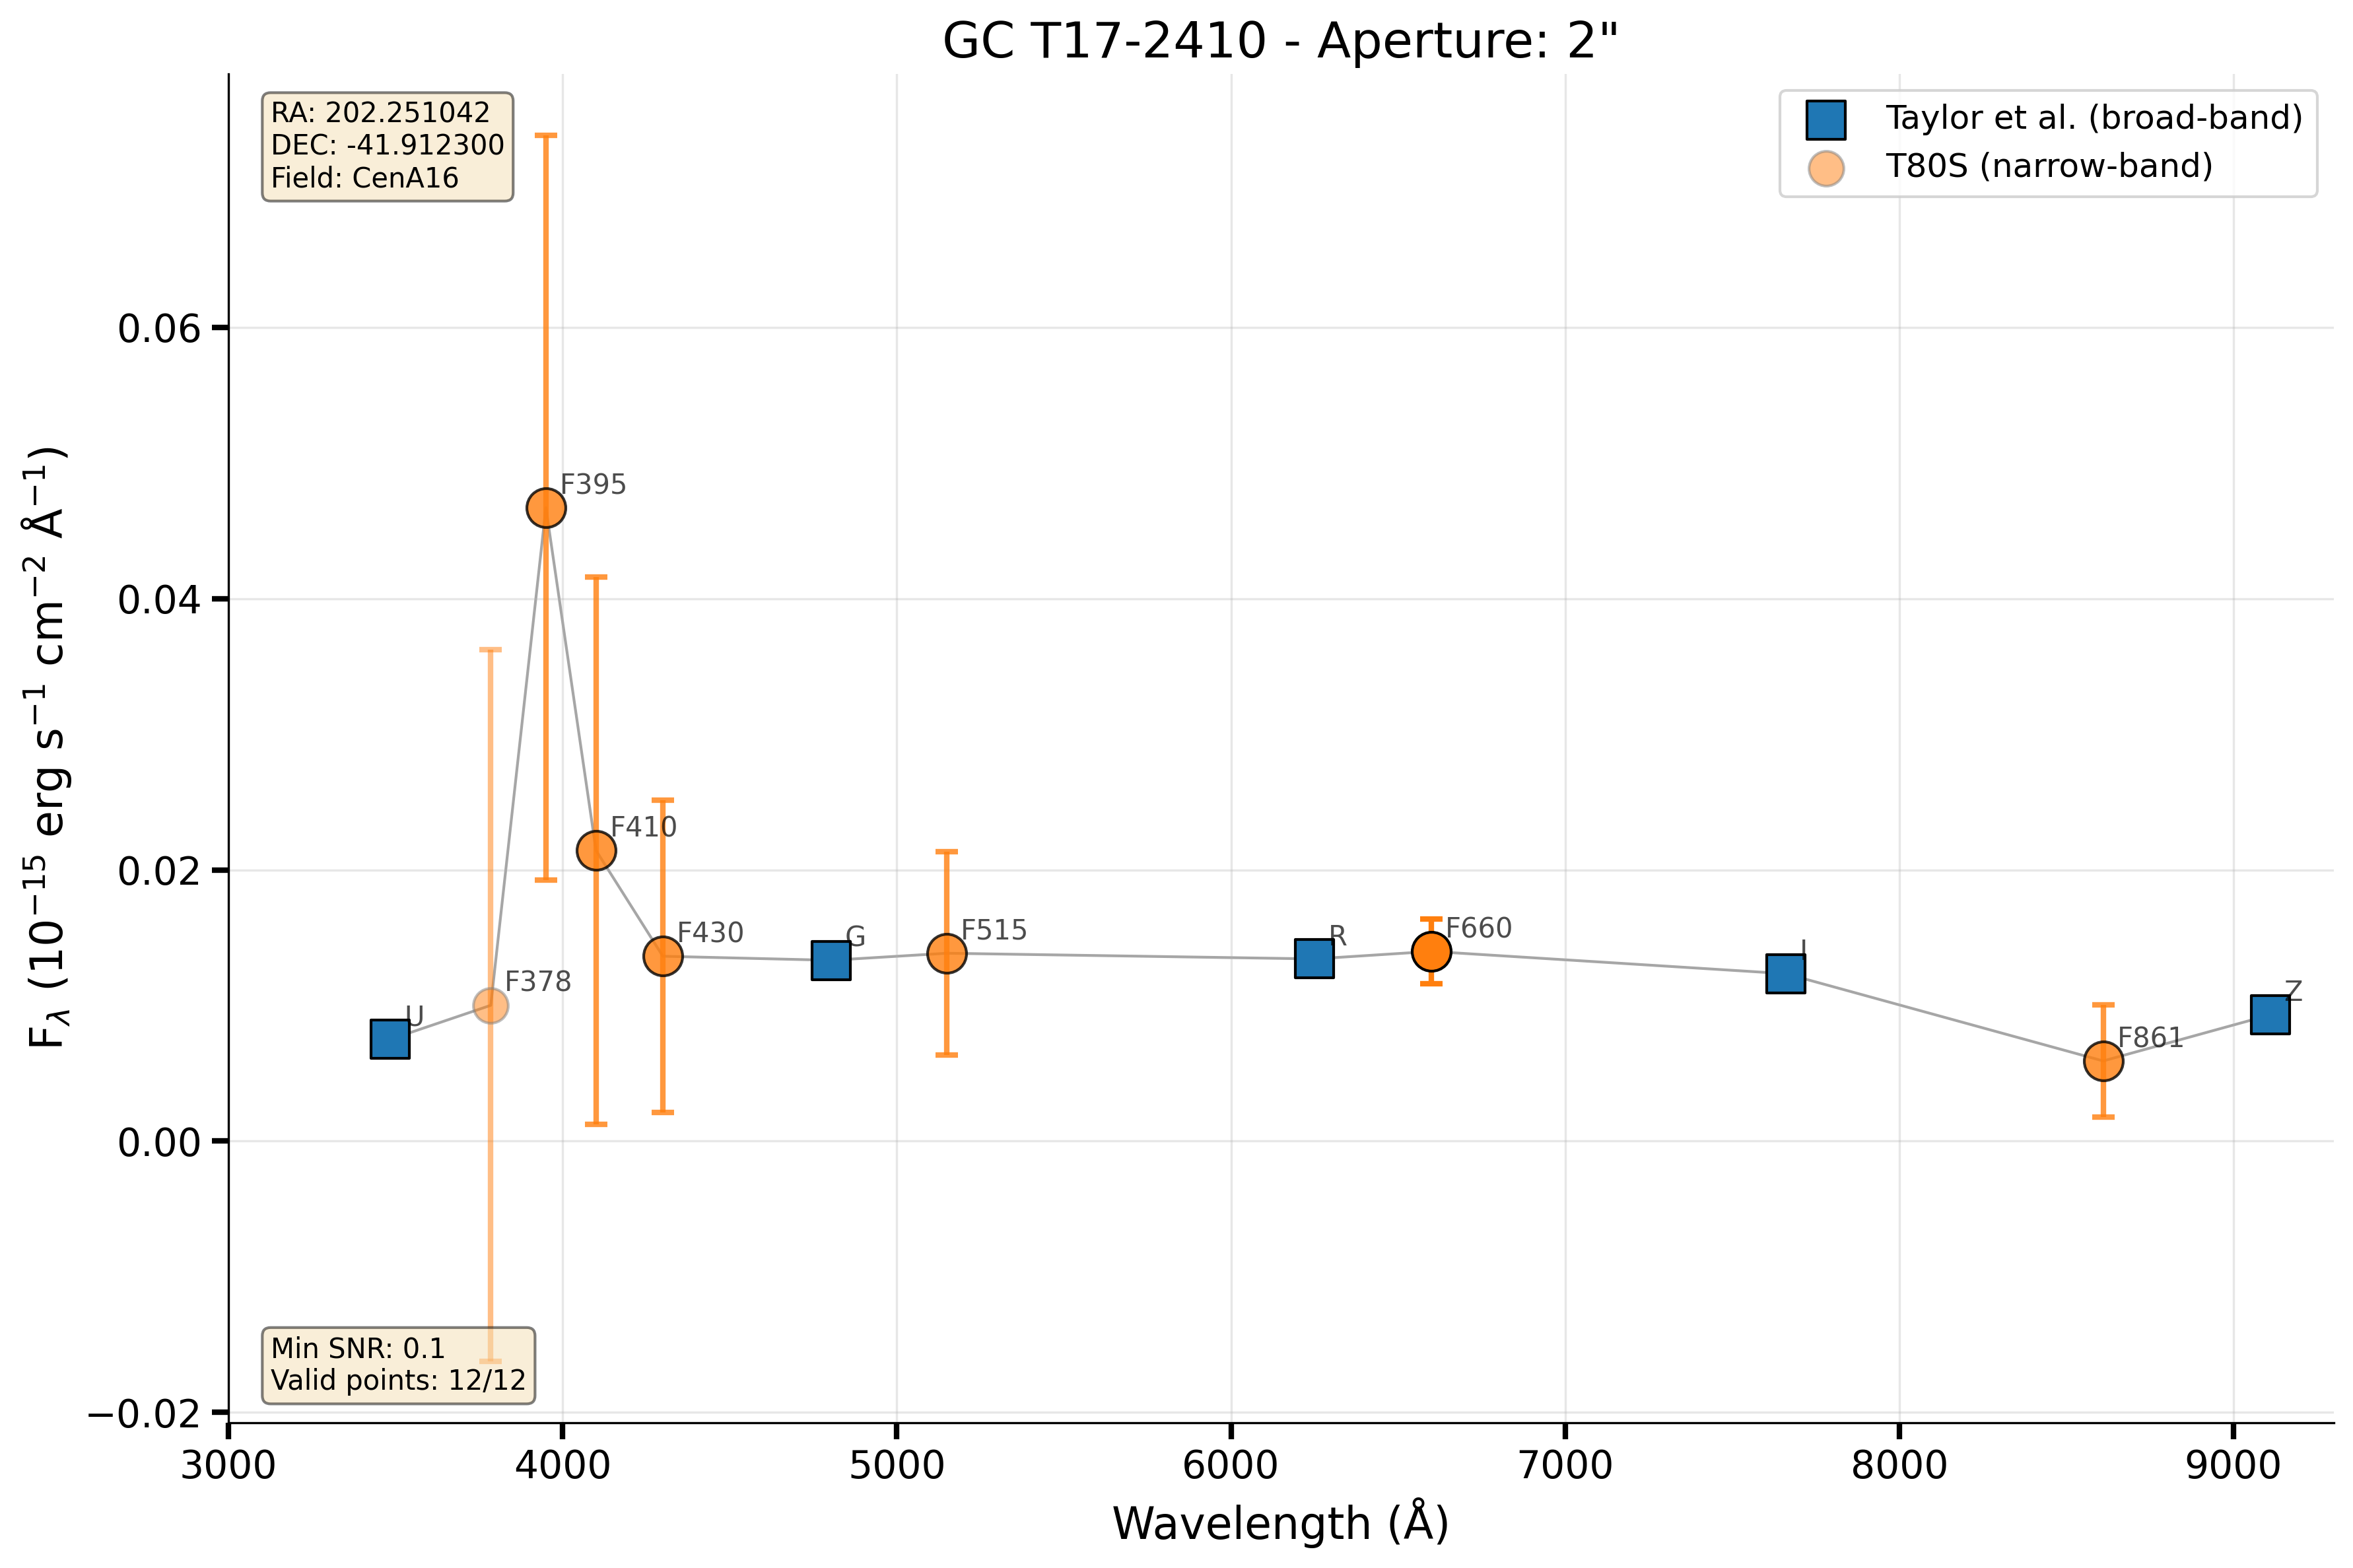 GC T17-2410 - Aperture: 2"
RA: 202.251042
DEC: -41.912300
Field: CenA16
Taylor et al. (broad-band)
T80S (narrow-band)
F395
F410
F430
G
F515
R
F660
I
F378
U
Z
F861
Min SNR: 0.1
Valid points: 12/12
0.06
0.04
0.02
0.00
−0.02
3000 4000 5000 6000 7000 8000 9000
Wavelength (Å)
Fλ (10⁻¹⁵ erg s⁻¹ cm⁻² Å⁻¹)